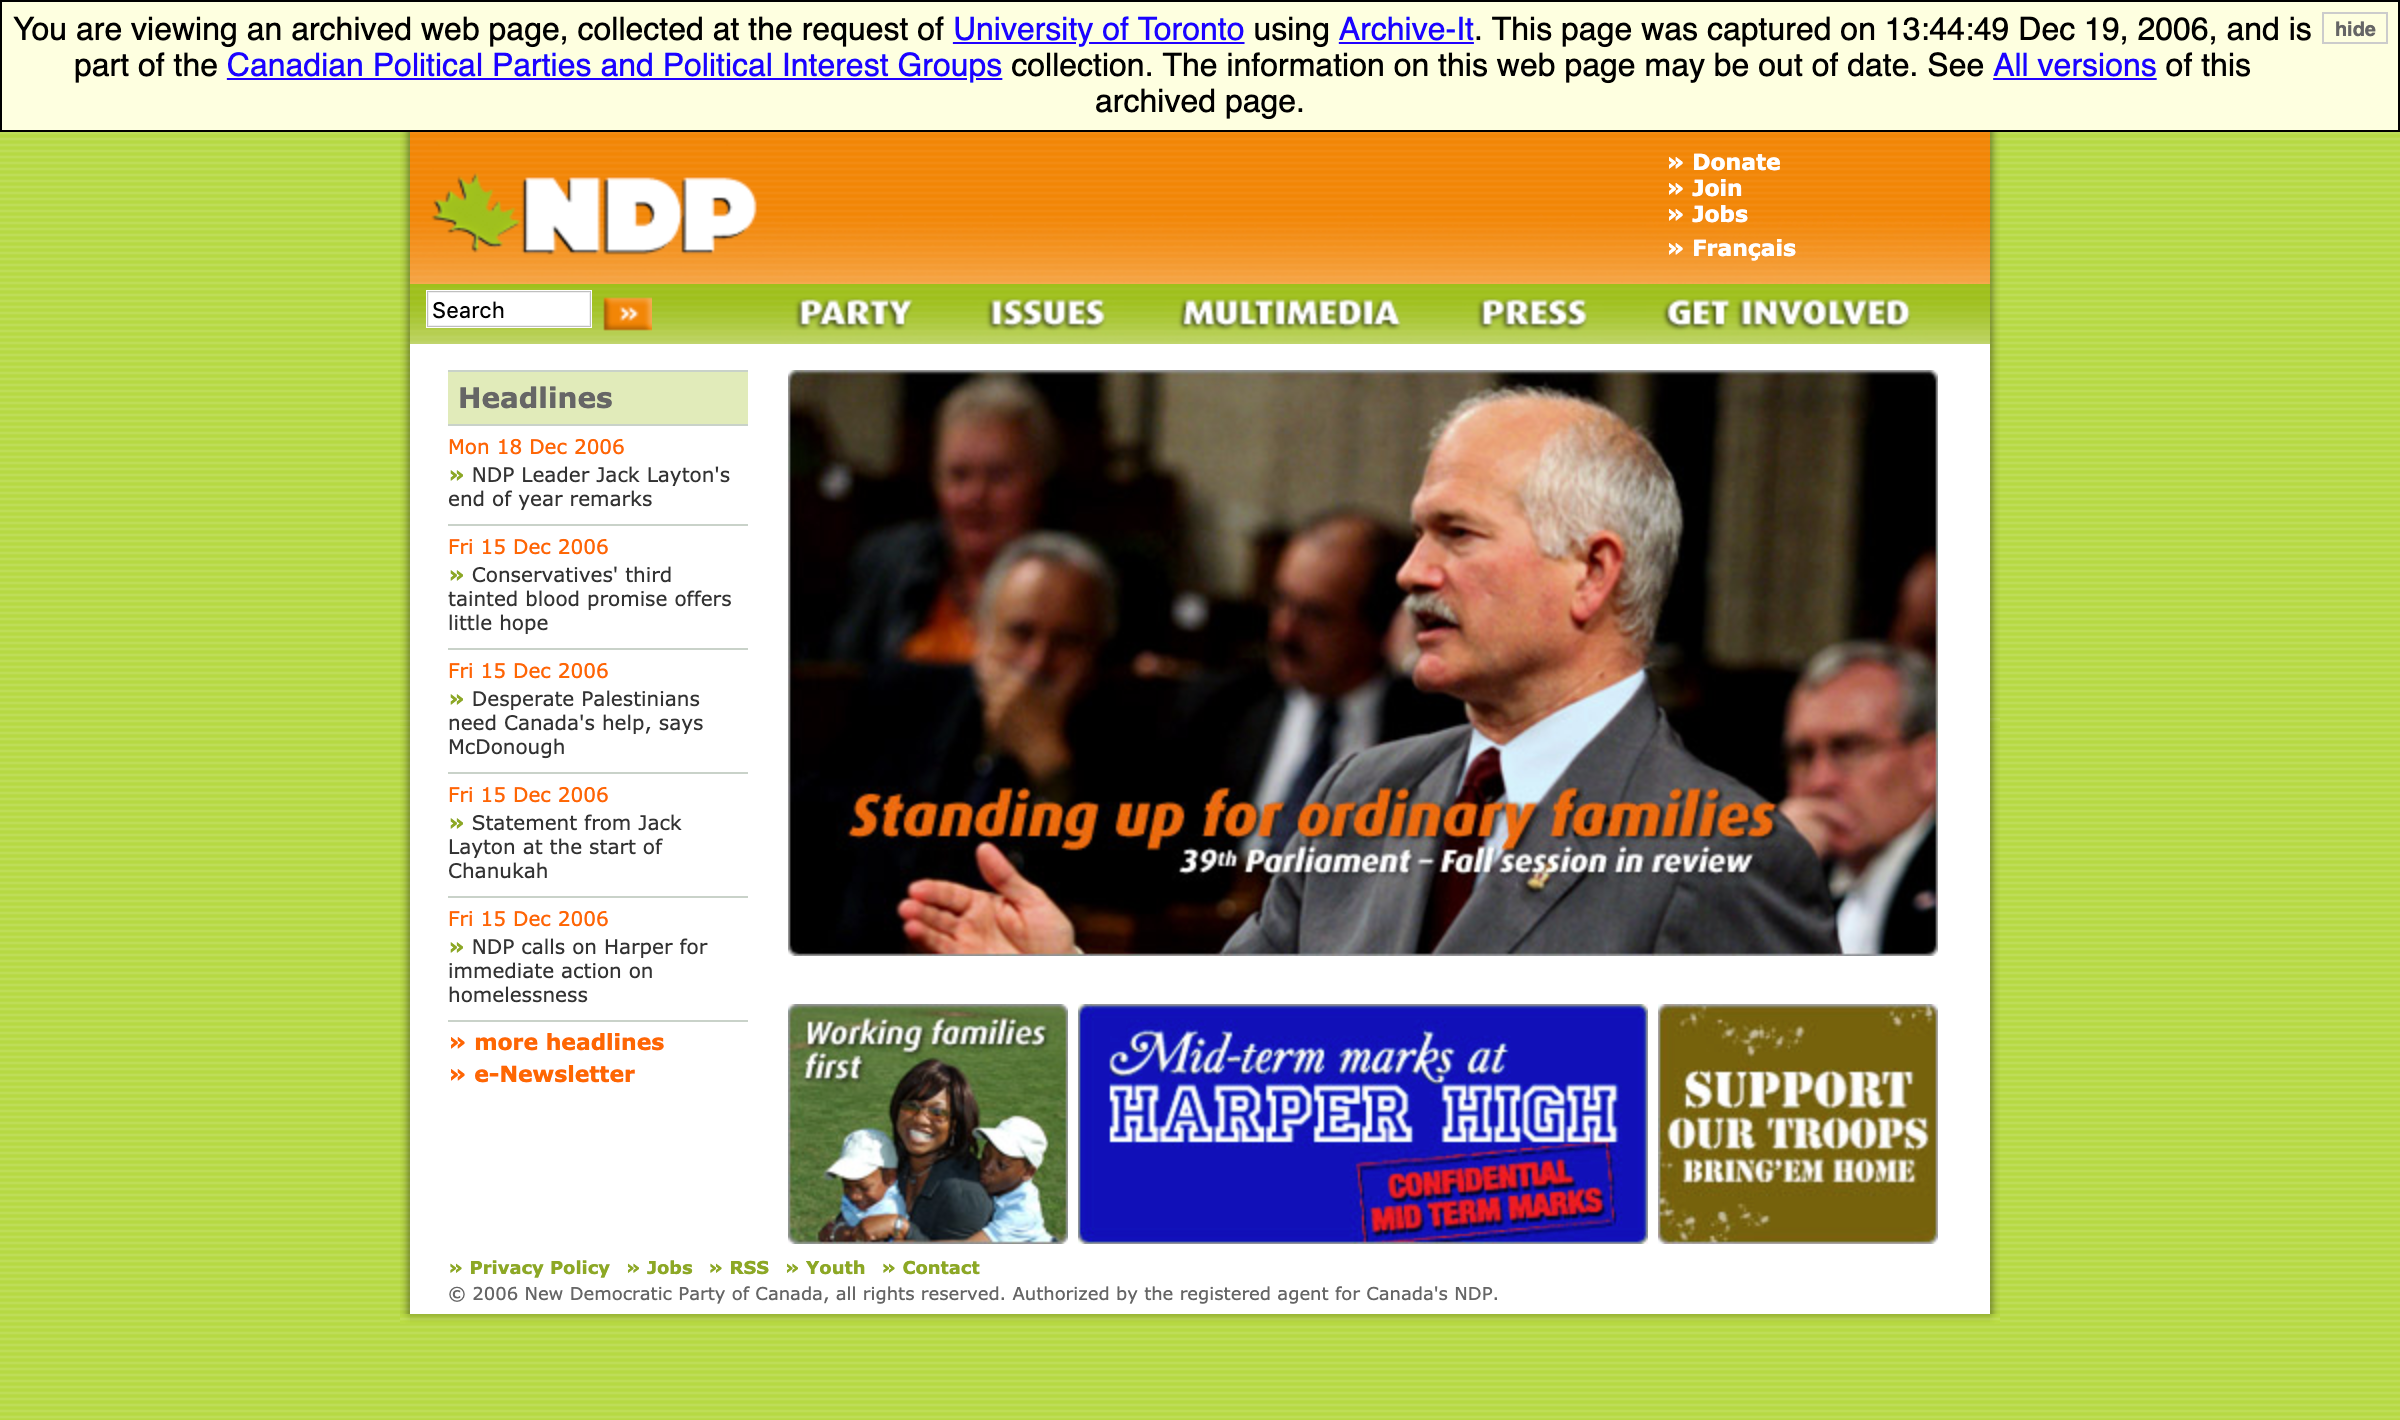 You are viewing an archived web page, collected at the request of University of Toronto using Archive-It. This page was captured on 13:44:49 Dec 19, 2006, and is
part of the Canadian Political Parties and Political Interest Groups collection. The information on this web page may be out of date. See All versions of this
archived page.
hide
NDP
» Donate
» Join
» Jobs
» Français
Search
»
PARTY ISSUES MULTIMEDIA PRESS GET INVOLVED
Headlines
Mon 18 Dec 2006
» NDP Leader Jack Layton's
end of year remarks
Fri 15 Dec 2006
» Conservatives' third
tainted blood promise offers
little hope
Fri 15 Dec 2006
» Desperate Palestinians
need Canada's help, says
McDonough
Fri 15 Dec 2006
» Statement from Jack
Layton at the start of
Chanukah
Fri 15 Dec 2006
» NDP calls on Harper for
immediate action on
homelessness
» more headlines
» e-Newsletter
Standing up for ordinary families
39th Parliament – Fall session in review
Working families
first
Mid-term marks at
HARPER HIGH
CONFIDENTIAL
MID TERM MARKS
SUPPORT
OUR TROOPS
BRING'EM HOME
» Privacy Policy » Jobs » RSS » Youth » Contact
© 2006 New Democratic Party of Canada, all rights reserved. Authorized by the registered agent for Canada's NDP.